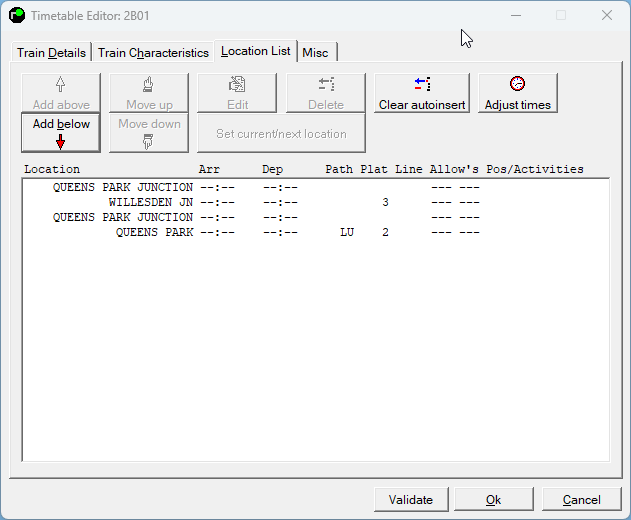 Timetable Editor: 2B01
Train Details Train Characteristics Location List Misc
Add above Move up Edit Delete Clear autoinsert Adjust times
Add below Move down Set current/next location
Location Arr Dep Path Plat Line Allow's Pos/Activities
QUEENS PARK JUNCTION --:-- --:-- --- ---
WILLESDEN JN --:-- --:-- 3 --- ---
QUEENS PARK JUNCTION --:-- --:-- --- ---
QUEENS PARK --:-- --:-- LU 2 --- ---
Validate Ok Cancel